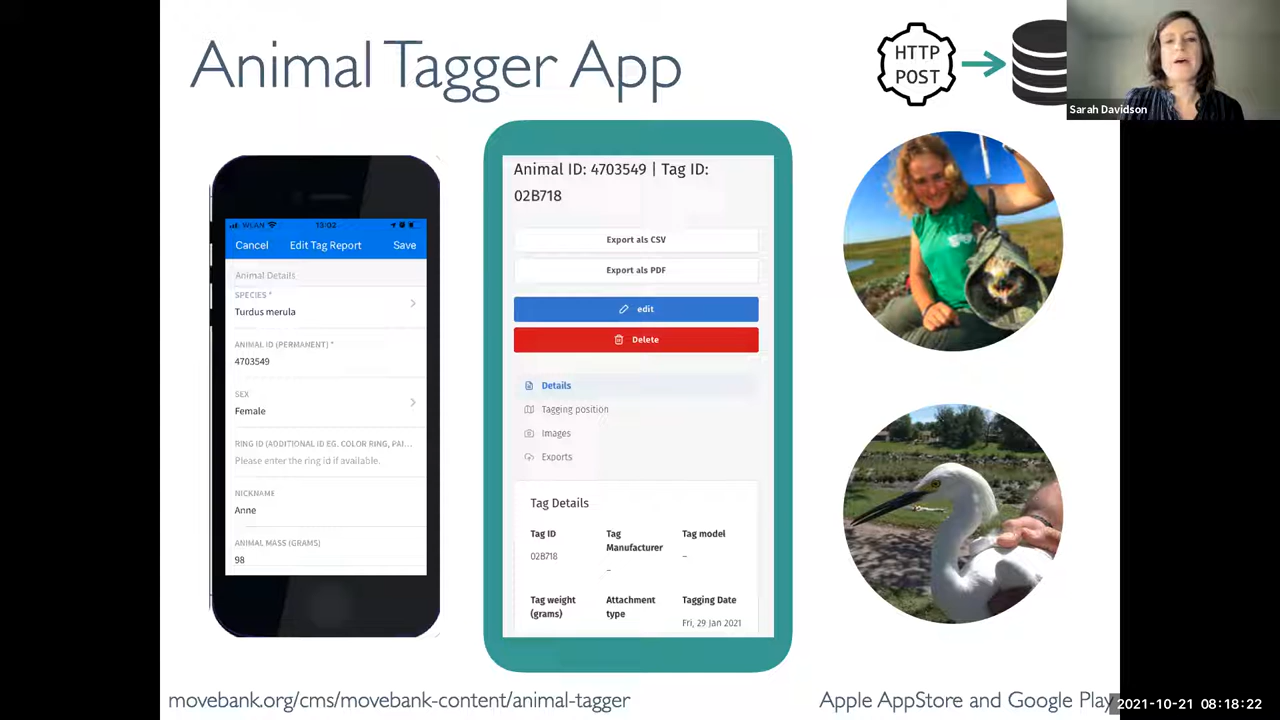 Animal Tagger App
HTTP
POST
Sarah Davidson
WLAN 13:02
Cancel Edit Tag Report Save
Animal Details
SPECIES *
Turdus merula
ANIMAL ID (PERMANENT) *
4703549
SEX
Female
RING ID (ADDITIONAL ID EG. COLOR RING, PAI...
Please enter the ring id if available.
NICKNAME
Anne
ANIMAL MASS (GRAMS)
98
Animal ID: 4703549 | Tag ID:
02B718
Export als CSV
Export als PDF
edit
Delete
Details
Tagging position
Images
Exports
Tag Details
Tag ID
02B718
Tag
Manufacturer
–
Tag model
–
Tag weight
(grams)
Attachment
type
Tagging Date
Fri, 29 Jan 2021
movebank.org/cms/movebank-content/animal-tagger
Apple AppStore and Google Play
2021-10-21 08:18:22